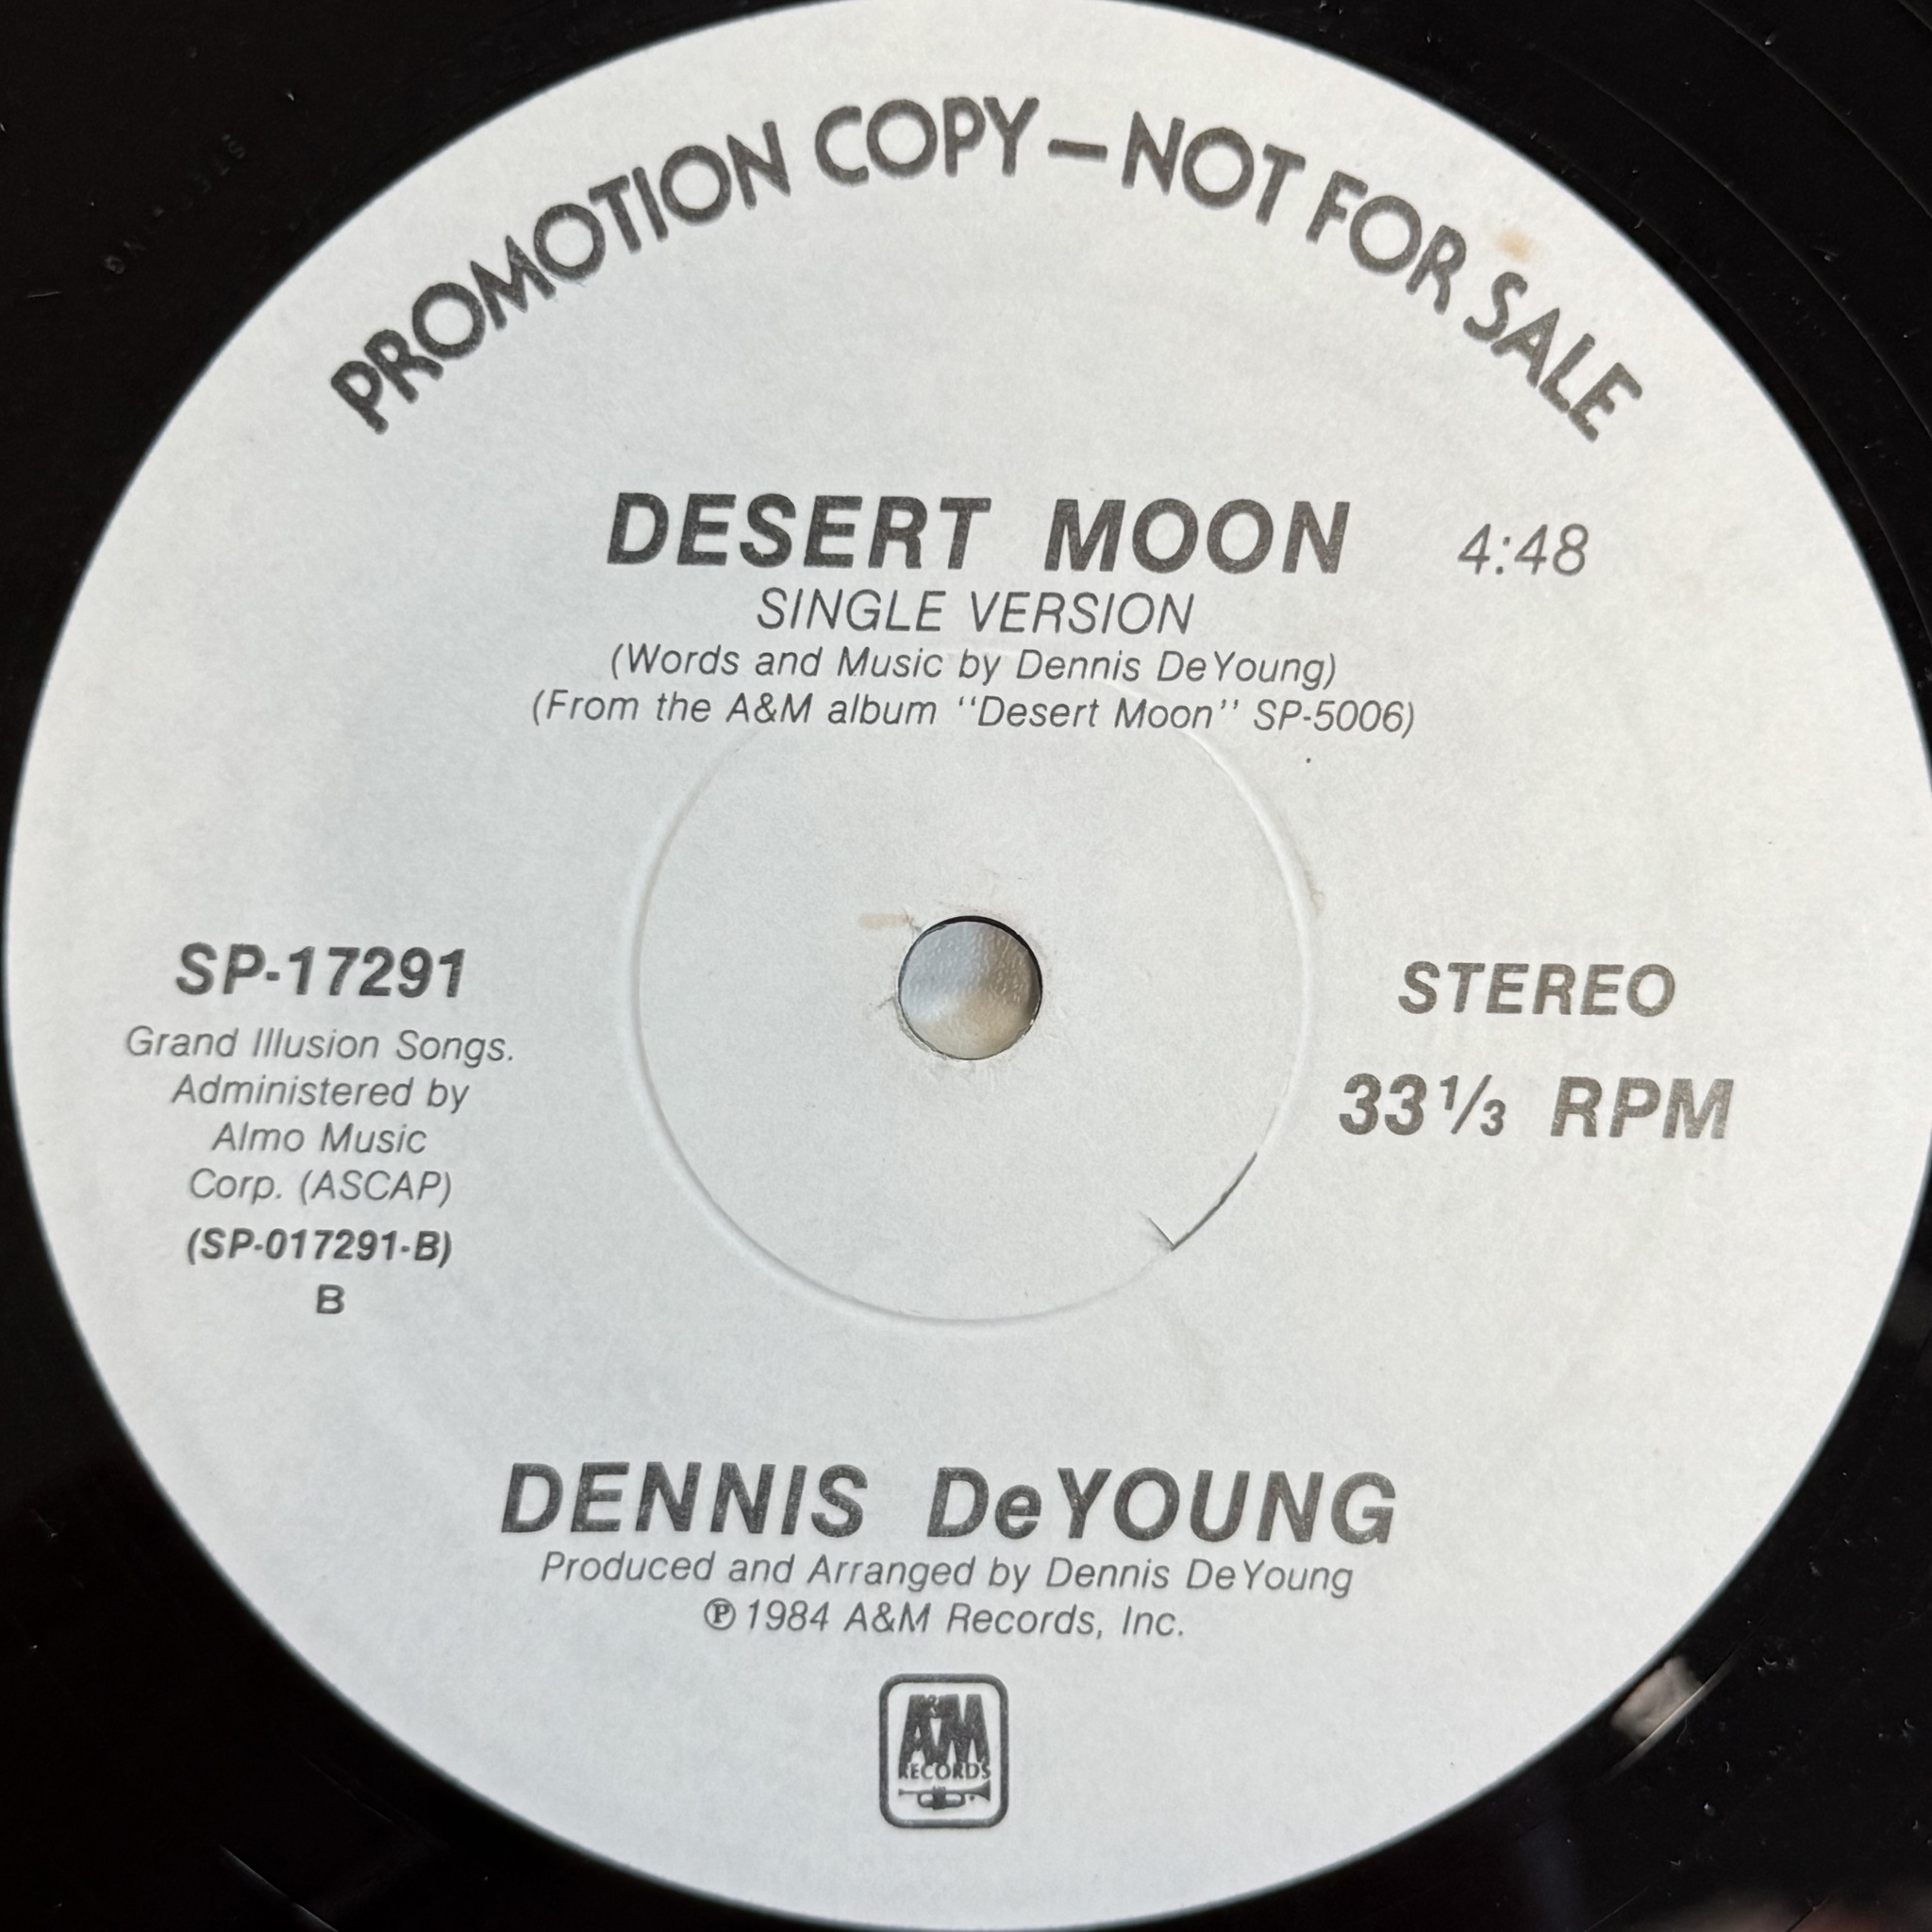 PROMOTION COPY — NOT FOR SALE
DESERT MOON 4:48
SINGLE VERSION
(Words and Music by Dennis DeYoung)
(From the A&M album "Desert Moon" SP-5006)
SP-17291
Grand Illusion Songs.
Administered by
Almo Music
Corp. (ASCAP)
(SP-017291-B)
B
STEREO
33⅓ RPM
DENNIS DeYOUNG
Produced and Arranged by Dennis DeYoung
℗ 1984 A&M Records, Inc.
A&M
RECORDS